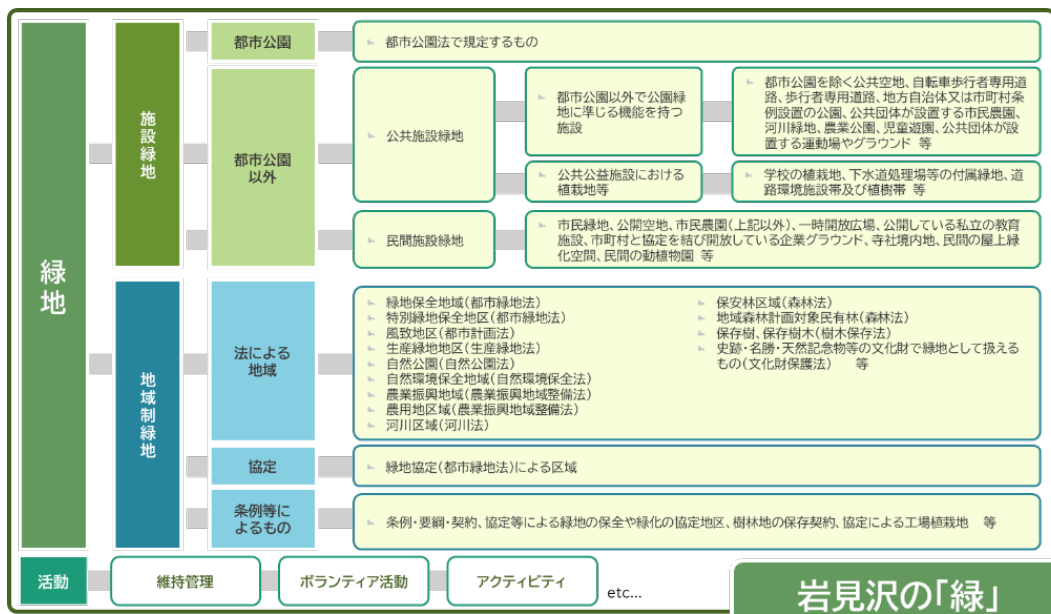 緑地
施設緑地
都市公園
都市公園法で規定するもの
都市公園
以外
公共施設緑地
都市公園以外で公園緑
地に準じる機能を持つ
施設
都市公園を除く公共空地、自転車歩行者専用道
路、歩行者専用道路、地方自治体又は市町村条
例設置の公園、公共団体が設置する市民農園、
河川緑地、農業公園、児童遊園、公共団体が設
置する運動場やグラウンド 等
公共公益施設における
植栽地等
学校の植栽地、下水道処理場等の付属緑地、道
路環境施設帯及び植樹帯 等
民間施設緑地
市民緑地、公開空地、市民農園(上記以外)、一時開放広場、公開している私立の教育
施設、市町村と協定を結び開放している企業グラウンド、寺社境内地、民間の屋上緑
化空間、民間の動植物園 等
地域制緑地
法による
地域
緑地保全地域(都市緑地法)
特別緑地保全地区(都市緑地法)
風致地区(都市計画法)
生産緑地地区(生産緑地法)
自然公園(自然公園法)
自然環境保全地域(自然環境保全法)
農業振興地域(農業振興地域整備法)
農用地区域(農業振興地域整備法)
河川区域(河川法)
保安林区域(森林法)
地域森林計画対象民有林(森林法)
保存樹、保存樹木(樹木保存法)
史跡・名勝・天然記念物等の文化財で緑地として扱える
もの(文化財保護法) 等
協定
緑地協定(都市緑地法)による区域
条例等に
よるもの
条例・要綱・契約、協定等による緑地の保全や緑化の協定地区、樹林地の保存契約、協定による工場植栽地 等
活動
維持管理
ボランティア活動
アクティビティ
etc...
岩見沢の「緑」